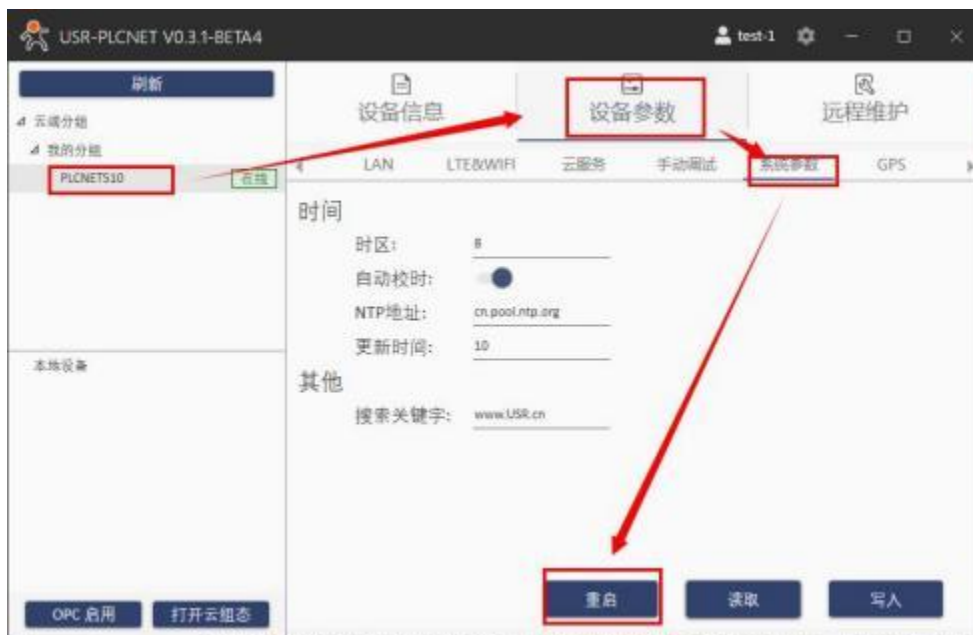 USR-PLCNET V0.3.1-BETA4
test-1
刷新
云端分组
我的分组
PLCNET510
在线
本地设备
OPC 启用
打开云组态
设备信息
设备参数
远程维护
LAN
LTE&WIFI
云服务
手动调试
系统参数
GPS
时间
时区: 8
自动校时:
NTP地址: cn.pool.ntp.org
更新时间: 10
其他
搜索关键字: www.USR.cn
重启
读取
写入